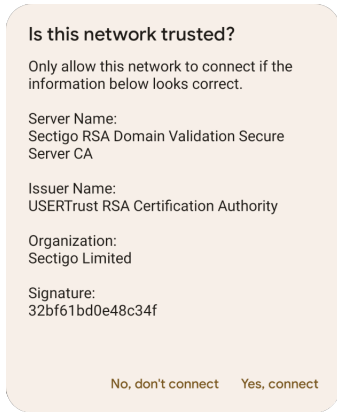 Is this network trusted?
Only allow this network to connect if the
information below looks correct.
Server Name:
Sectigo RSA Domain Validation Secure
Server CA
Issuer Name:
USERTrust RSA Certification Authority
Organization:
Sectigo Limited
Signature:
32bf61bd0e48c34f
No, don't connect
Yes, connect